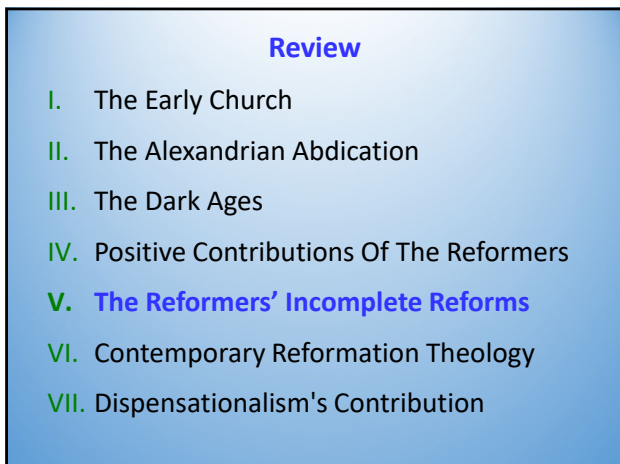 Review
I. The Early Church
II. The Alexandrian Abdication
III. The Dark Ages
IV. Positive Contributions Of The Reformers
V. The Reformers’ Incomplete Reforms
VI. Contemporary Reformation Theology
VII. Dispensationalism's Contribution